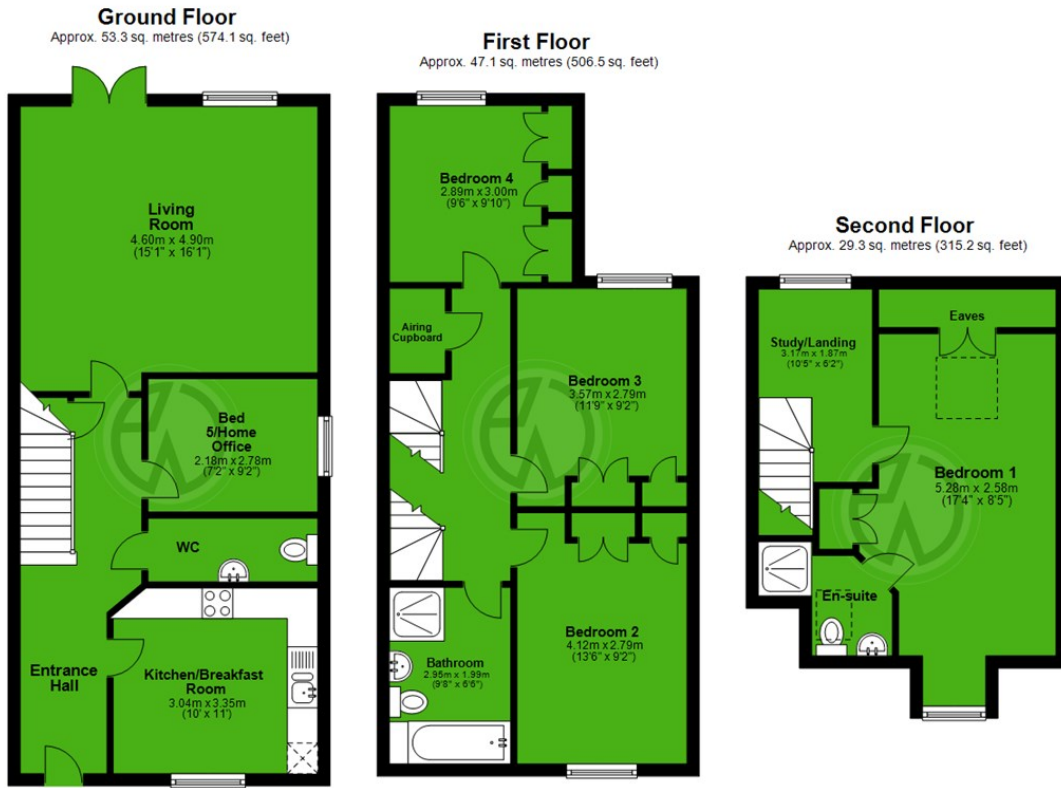 Ground Floor
Approx. 53.3 sq. metres (574.1 sq. feet)
Living
Room
4.60m x 4.90m
(15'1" x 16'1")
Bed
5/Home
Office
2.18m x 2.78m
(7'2" x 9'2")
WC
Entrance
Hall
Kitchen/Breakfast
Room
3.04m x 3.35m
(10' x 11')
First Floor
Approx. 47.1 sq. metres (506.5 sq. feet)
Bedroom 4
2.89m x 3.00m
(9'6" x 9'10")
Airing
Cupboard
Bedroom 3
3.57m x 2.79m
(11'9" x 9'2")
Bedroom 2
4.12m x 2.79m
(13'6" x 9'2")
Bathroom
2.95m x 1.99m
(9'8" x 6'6")
Second Floor
Approx. 29.3 sq. metres (315.2 sq. feet)
Eaves
Study/Landing
3.17m x 1.87m
(10'5" x 6'2")
Bedroom 1
5.28m x 2.58m
(17'4" x 8'5")
En-suite